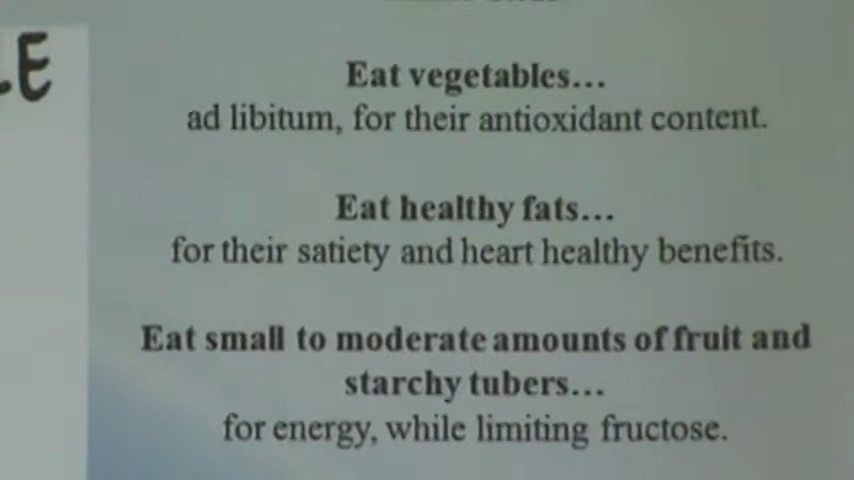 LE
Eat vegetables...
ad libitum, for their antioxidant content.
Eat healthy fats...
for their satiety and heart healthy benefits.
Eat small to moderate amounts of fruit and
starchy tubers...
for energy, while limiting fructose.